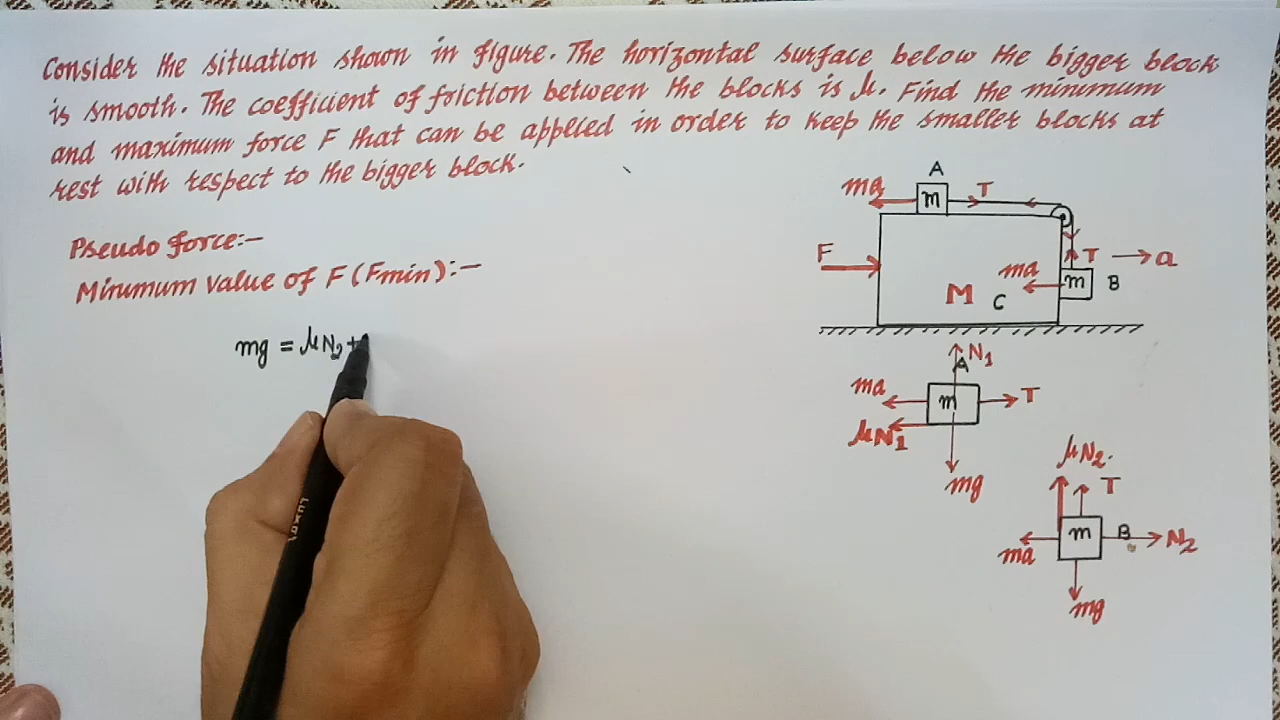 Consider the situation shown in figure. The horizontal surface below the bigger block
is smooth. The coefficient of friction between the blocks is μ. Find the minimum
and maximum force F that can be applied in order to keep the smaller blocks at
rest with respect to the bigger block.
Pseudo force:-
Minimum value of F (Fmin):-
mg = μN₂ +
A
ma
m
T
F
T
a
ma
m
B
M
C
N₁
A
ma
m
T
μN₁
mg
μN₂.
T
m
B
N₂
ma
mg